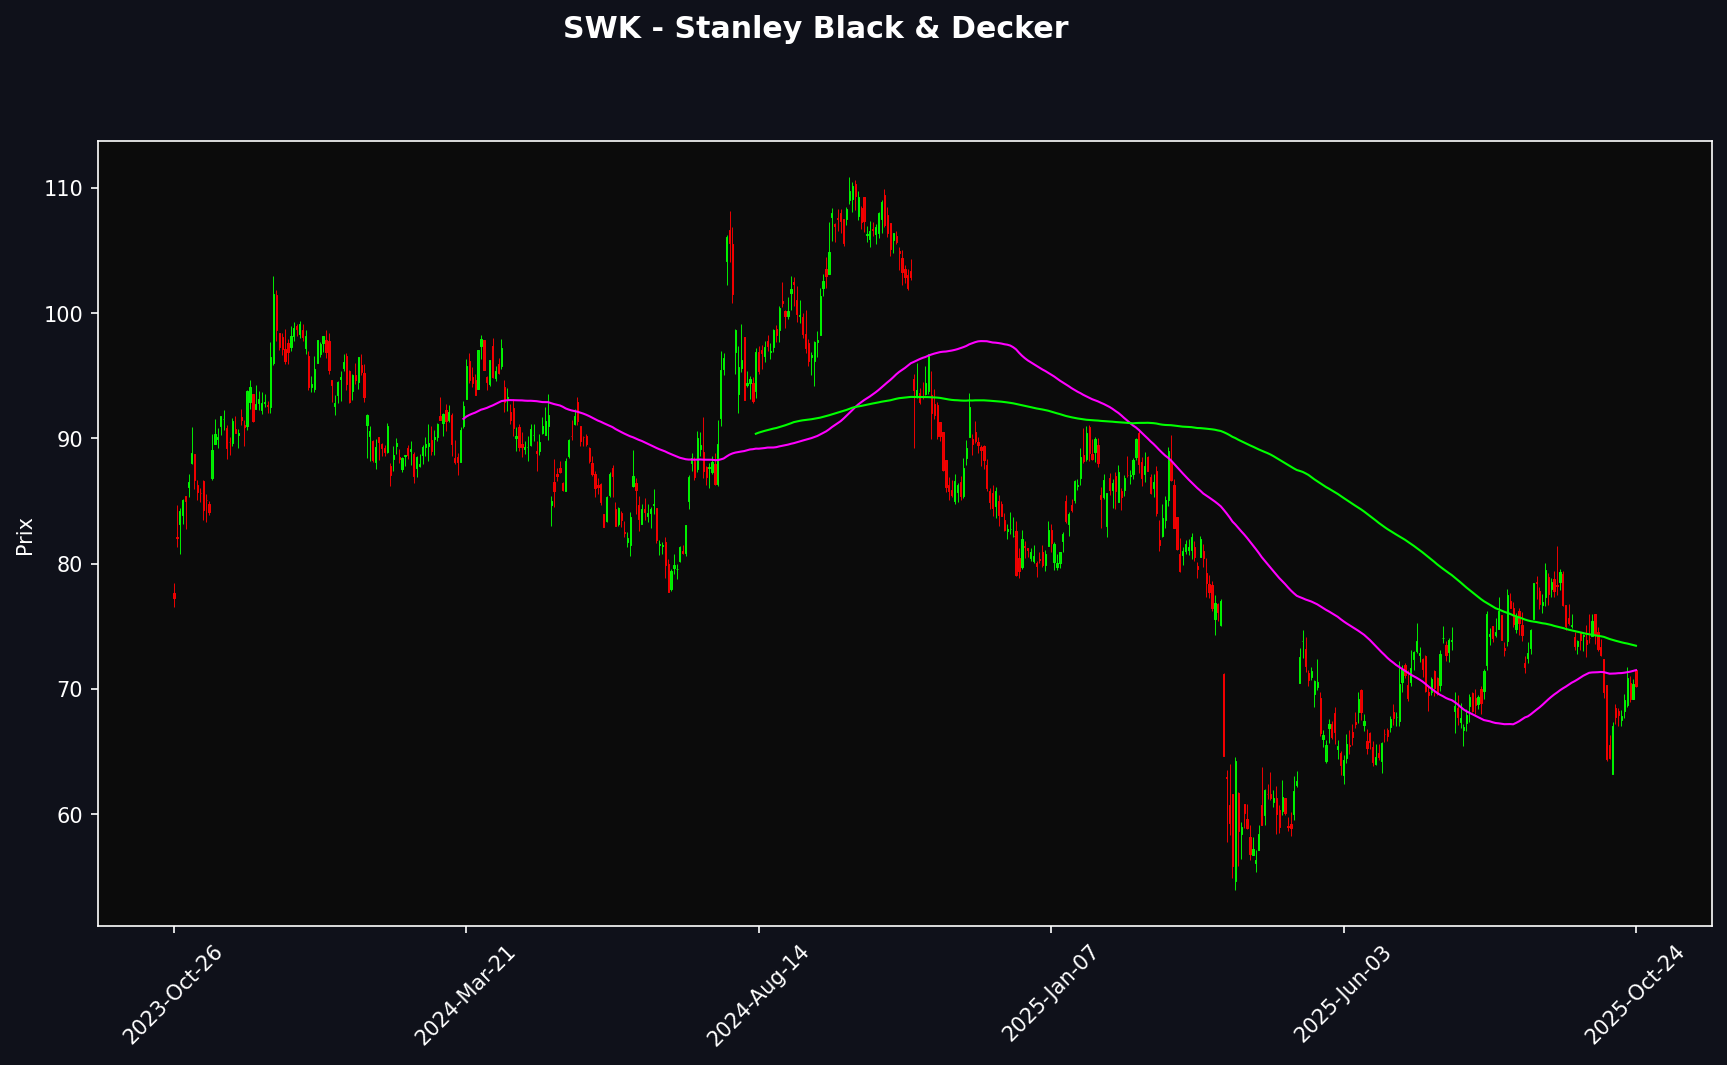 SWK - Stanley Black & Decker
Prix
110
100
90
80
70
60
2023-Oct-26
2024-Mar-21
2024-Aug-14
2025-Jan-07
2025-Jun-03
2025-Oct-24